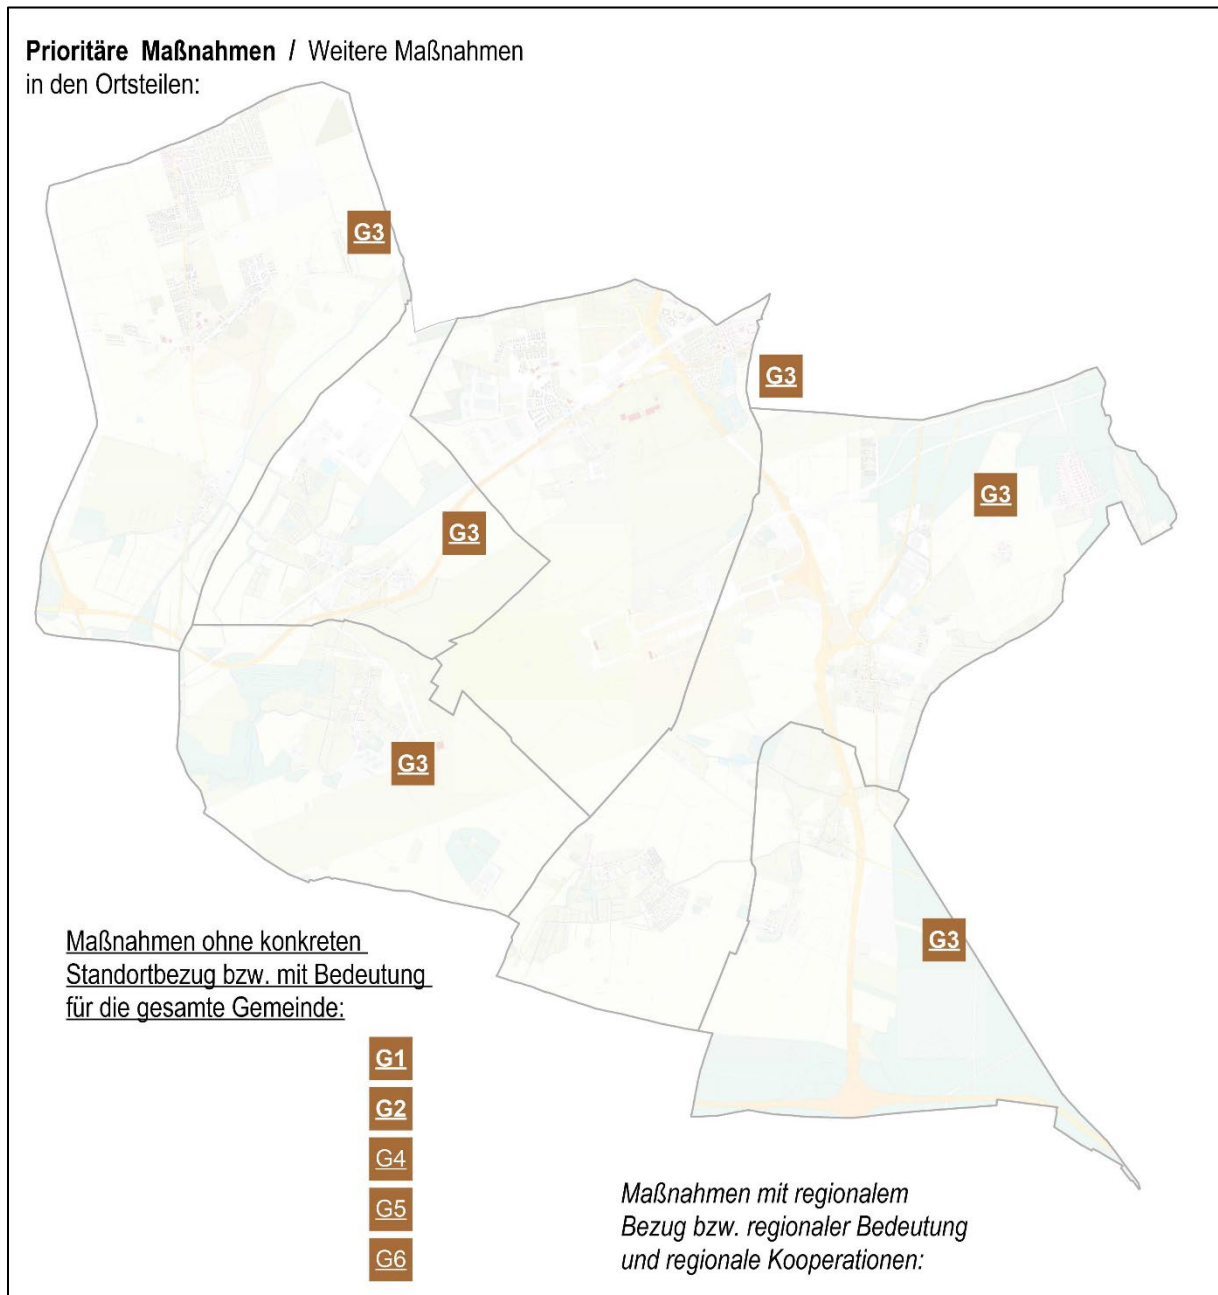 Prioritäre Maßnahmen / Weitere Maßnahmen
in den Ortsteilen:
G3
G3
G3
G3
G3
G3
Maßnahmen ohne konkreten
Standortbezug bzw. mit Bedeutung
für die gesamte Gemeinde:
G1
G2
G4
G5
G6
Maßnahmen mit regionalem
Bezug bzw. regionaler Bedeutung
und regionale Kooperationen: